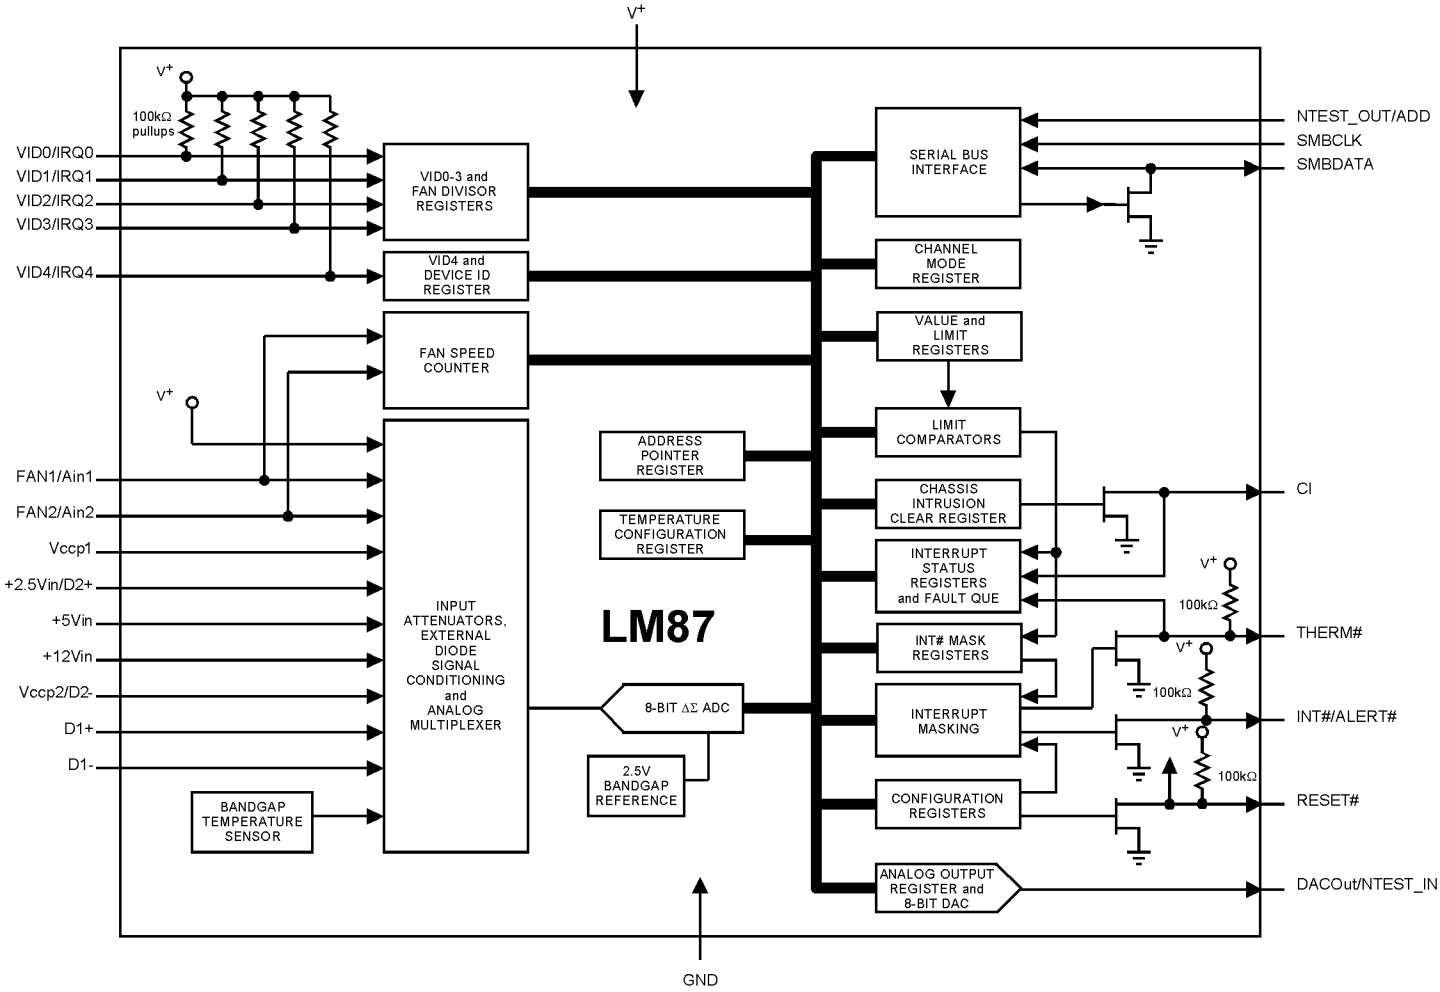 V+
V+
100kΩ
pullups
VID0/IRQ0
VID1/IRQ1
VID2/IRQ2
VID3/IRQ3
VID4/IRQ4
VID0-3 and
FAN DIVISOR
REGISTERS
VID4 and
DEVICE ID
REGISTER
FAN SPEED
COUNTER
V+
FAN1/Ain1
FAN2/Ain2
Vccp1
+2.5Vin/D2+
+5Vin
+12Vin
Vccp2/D2-
D1+
D1-
INPUT
ATTENUATORS,
EXTERNAL
DIODE
SIGNAL
CONDITIONING
and
ANALOG
MULTIPLEXER
BANDGAP
TEMPERATURE
SENSOR
ADDRESS
POINTER
REGISTER
TEMPERATURE
CONFIGURATION
REGISTER
LM87
8-BIT ΔΣ ADC
2.5V
BANDGAP
REFERENCE
SERIAL BUS
INTERFACE
CHANNEL
MODE
REGISTER
VALUE and
LIMIT
REGISTERS
LIMIT
COMPARATORS
CHASSIS
INTRUSION
CLEAR REGISTER
INTERRUPT
STATUS
REGISTERS
and FAULT QUE
INT# MASK
REGISTERS
INTERRUPT
MASKING
CONFIGURATION
REGISTERS
ANALOG OUTPUT
REGISTER and
8-BIT DAC
NTEST_OUT/ADD
SMBCLK
SMBDATA
CI
V+
100kΩ
THERM#
V+
100kΩ
INT#/ALERT#
V+
100kΩ
RESET#
DACOut/NTEST_IN
GND